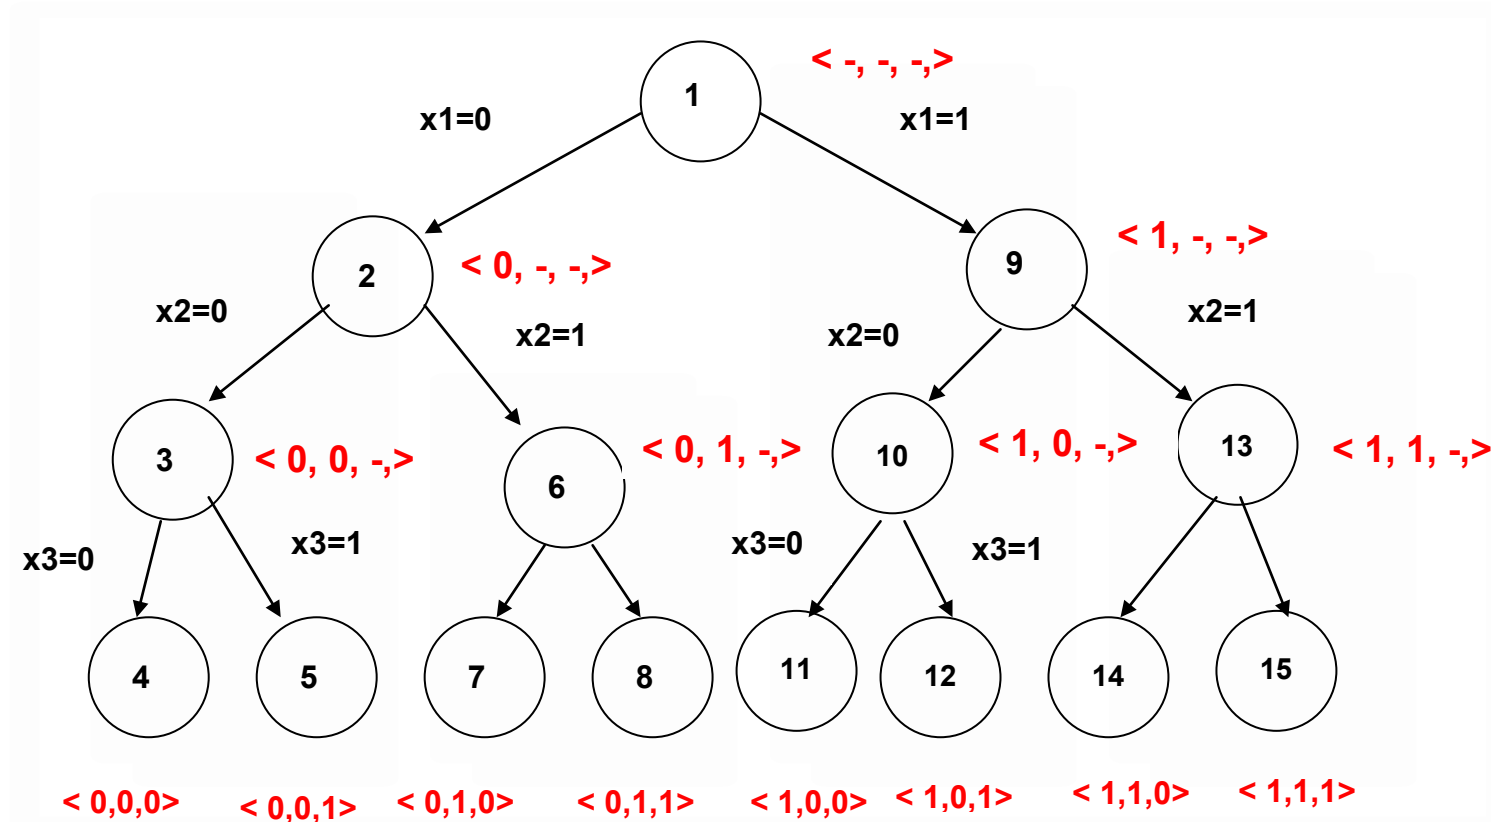 1
< -, -, -,>
x1=0
x1=1
2
< 0, -, -,>
9
< 1, -, -,>
x2=0
x2=1
x2=0
x2=1
3
< 0, 0, -,>
6
< 0, 1, -,>
10
< 1, 0, -,>
13
< 1, 1, -,>
x3=0
x3=1
x3=0
x3=1
4
5
7
8
11
12
14
15
< 0,0,0>
< 0,0,1>
< 0,1,0>
< 0,1,1>
< 1,0,0>
< 1,0,1>
< 1,1,0>
< 1,1,1>